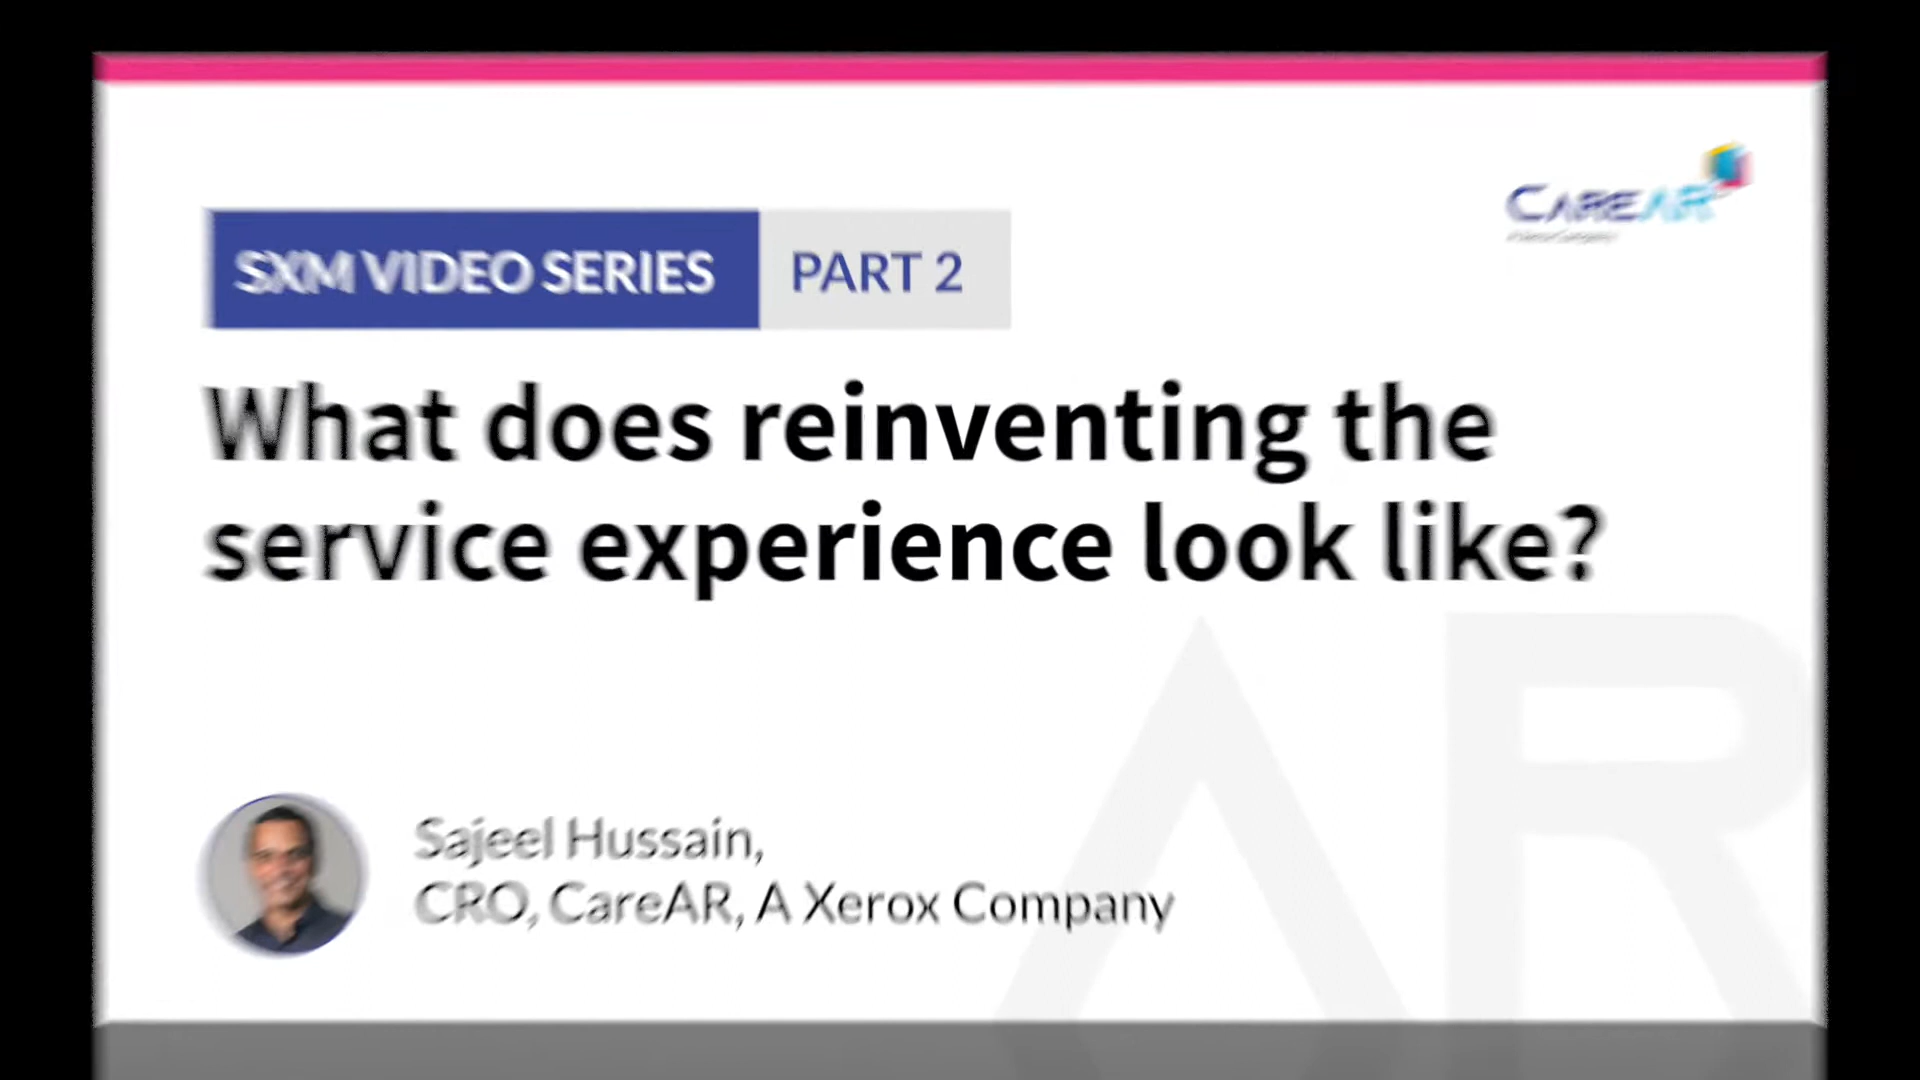 CAREAR
SXM VIDEO SERIES
PART 2
What does reinventing the
service experience look like?
Sajeel Hussain,
CRO, CareAR, A Xerox Company
AR